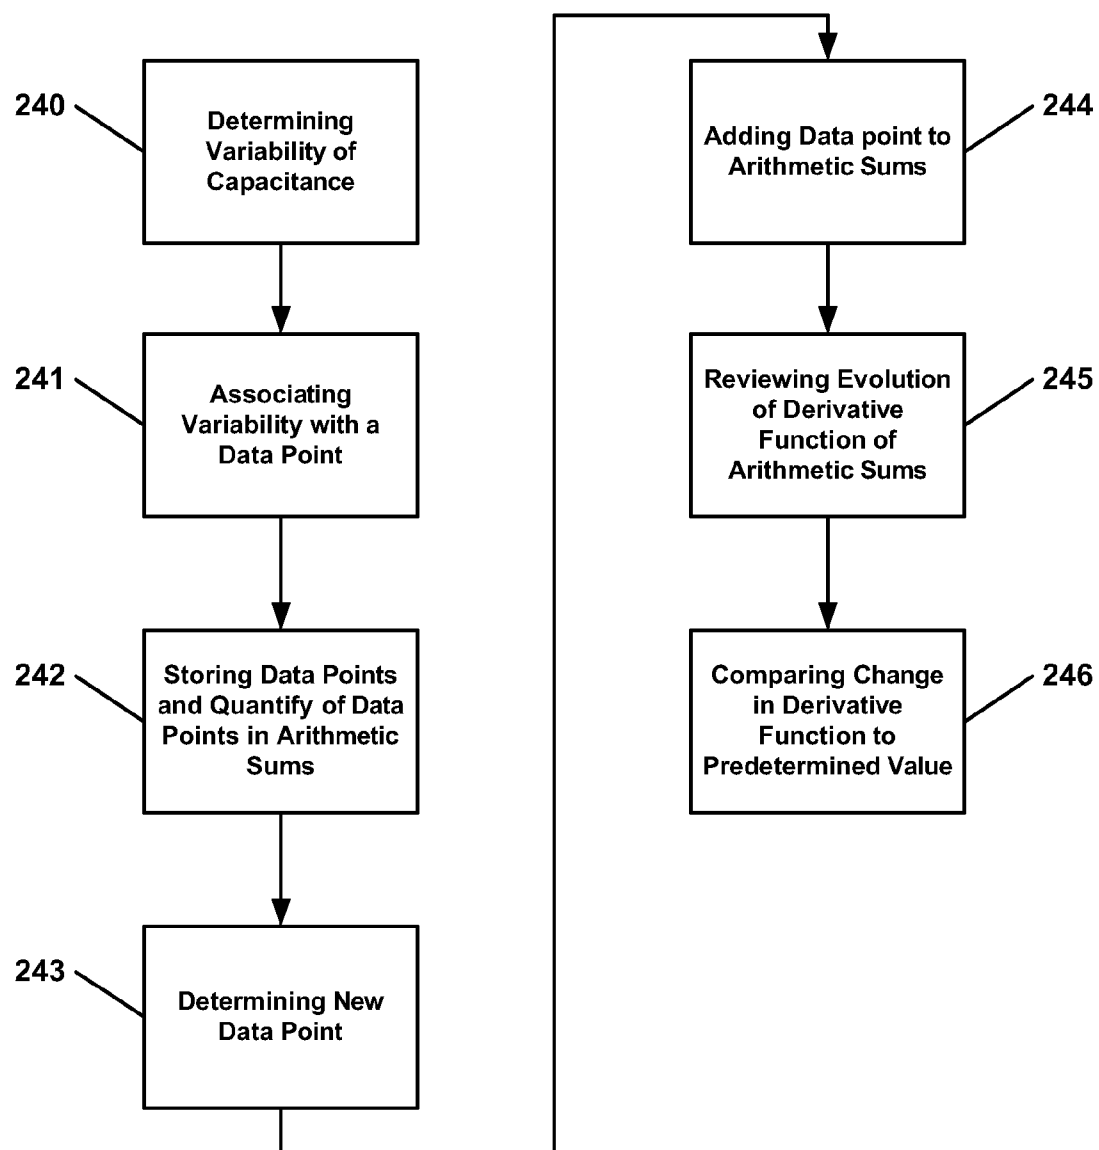 240
Determining
Variability of
Capacitance
241
Associating
Variability with a
Data Point
242
Storing Data Points
and Quantify of Data
Points in Arithmetic
Sums
243
Determining New
Data Point
244
Adding Data point to
Arithmetic Sums
245
Reviewing Evolution
of Derivative
Function of
Arithmetic Sums
246
Comparing Change
in Derivative
Function to
Predetermined Value